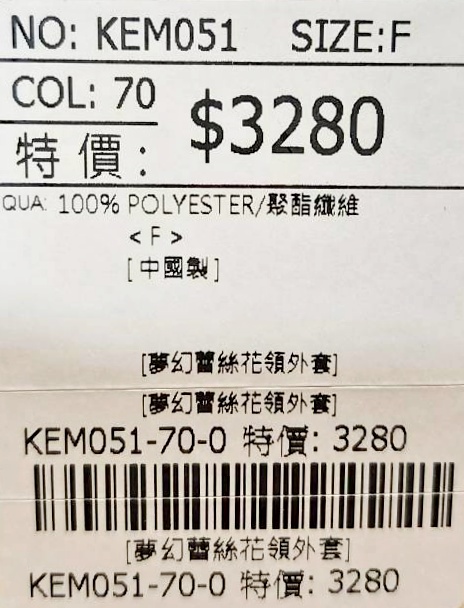 NO: KEM051 SIZE:F
COL: 70
$3280
特價:
QUA: 100% POLYESTER/聚酯纖維
<F>
[中國製]
[夢幻蕾絲花領外套]
[夢幻蕾絲花領外套]
KEM051-70-0 特價: 3280
[夢幻蕾絲花領外套]
KEM051-70-0 特價: 3280